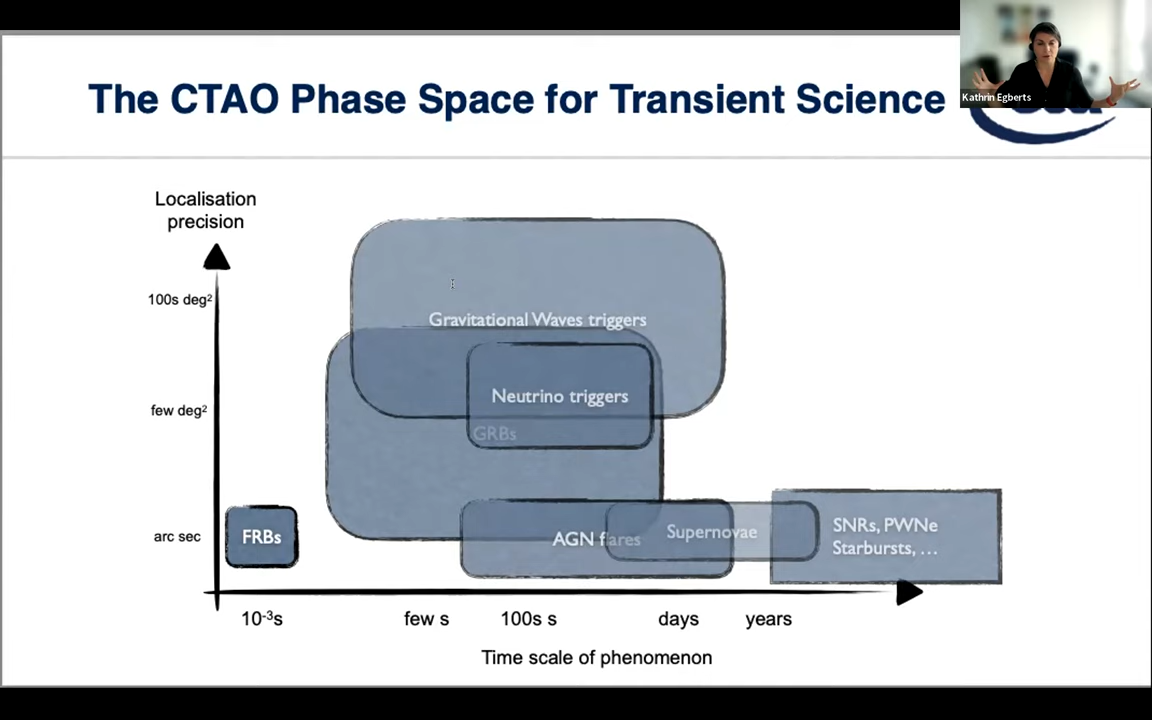 The CTAO Phase Space for Transient Science
Kathrin Egberts
Localisation
precision
100s deg²
Gravitational Waves triggers
few deg²
Neutrino triggers
GRBs
arc sec
FRBs
AGN flares
Supernovae
SNRs, PWNe
Starbursts, …
10⁻³s
few s
100s s
days
years
Time scale of phenomenon